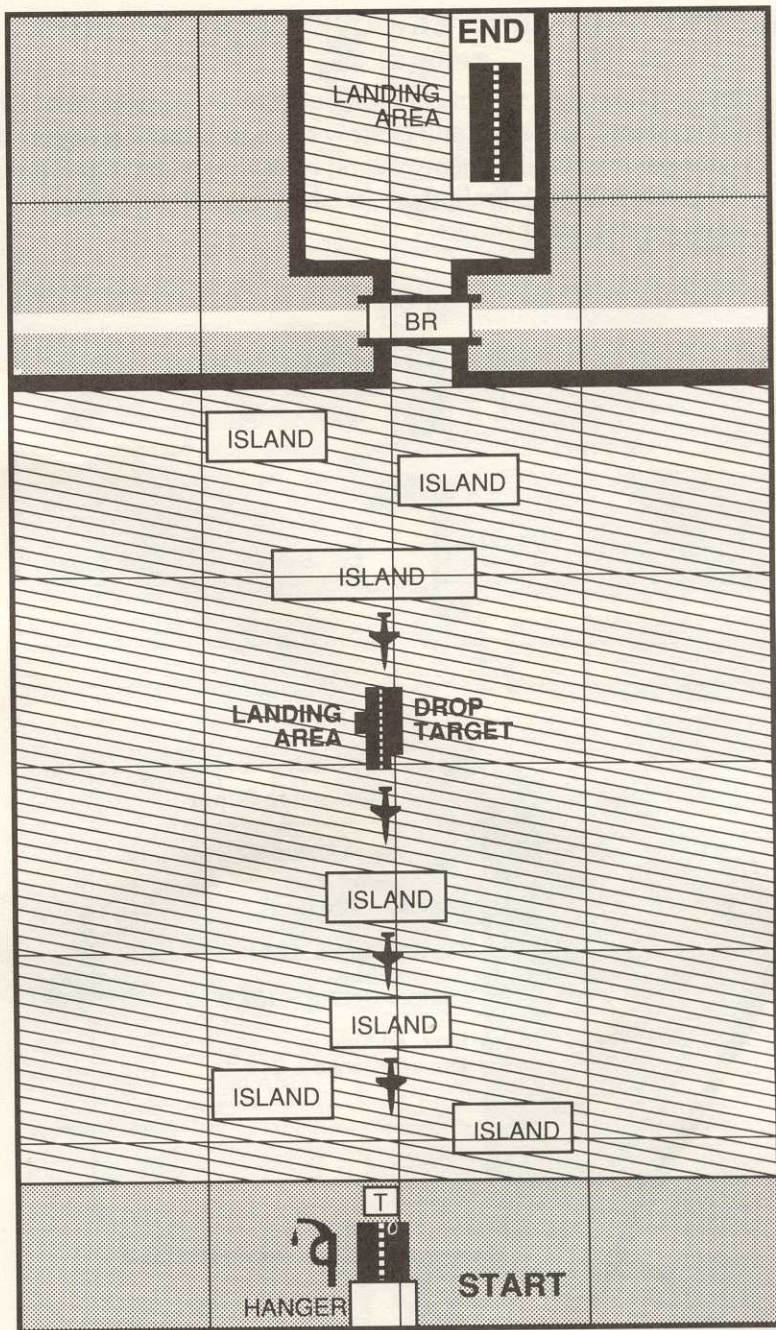 END
LANDING
AREA
BR
ISLAND
ISLAND
ISLAND
LANDING
AREA
DROP
TARGET
ISLAND
ISLAND
ISLAND
ISLAND
T
START
HANGER